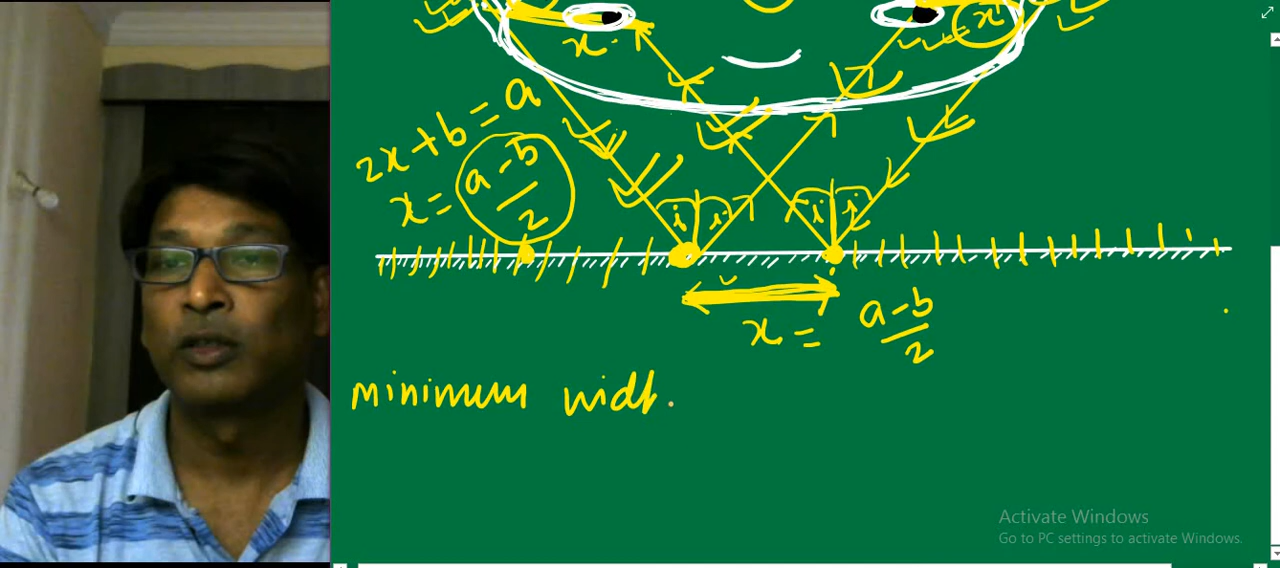 x
x
2x + b = a
x = a - b / 2
i i i i
x = a - b / 2
minimum widt
Activate Windows
Go to PC settings to activate Windows.